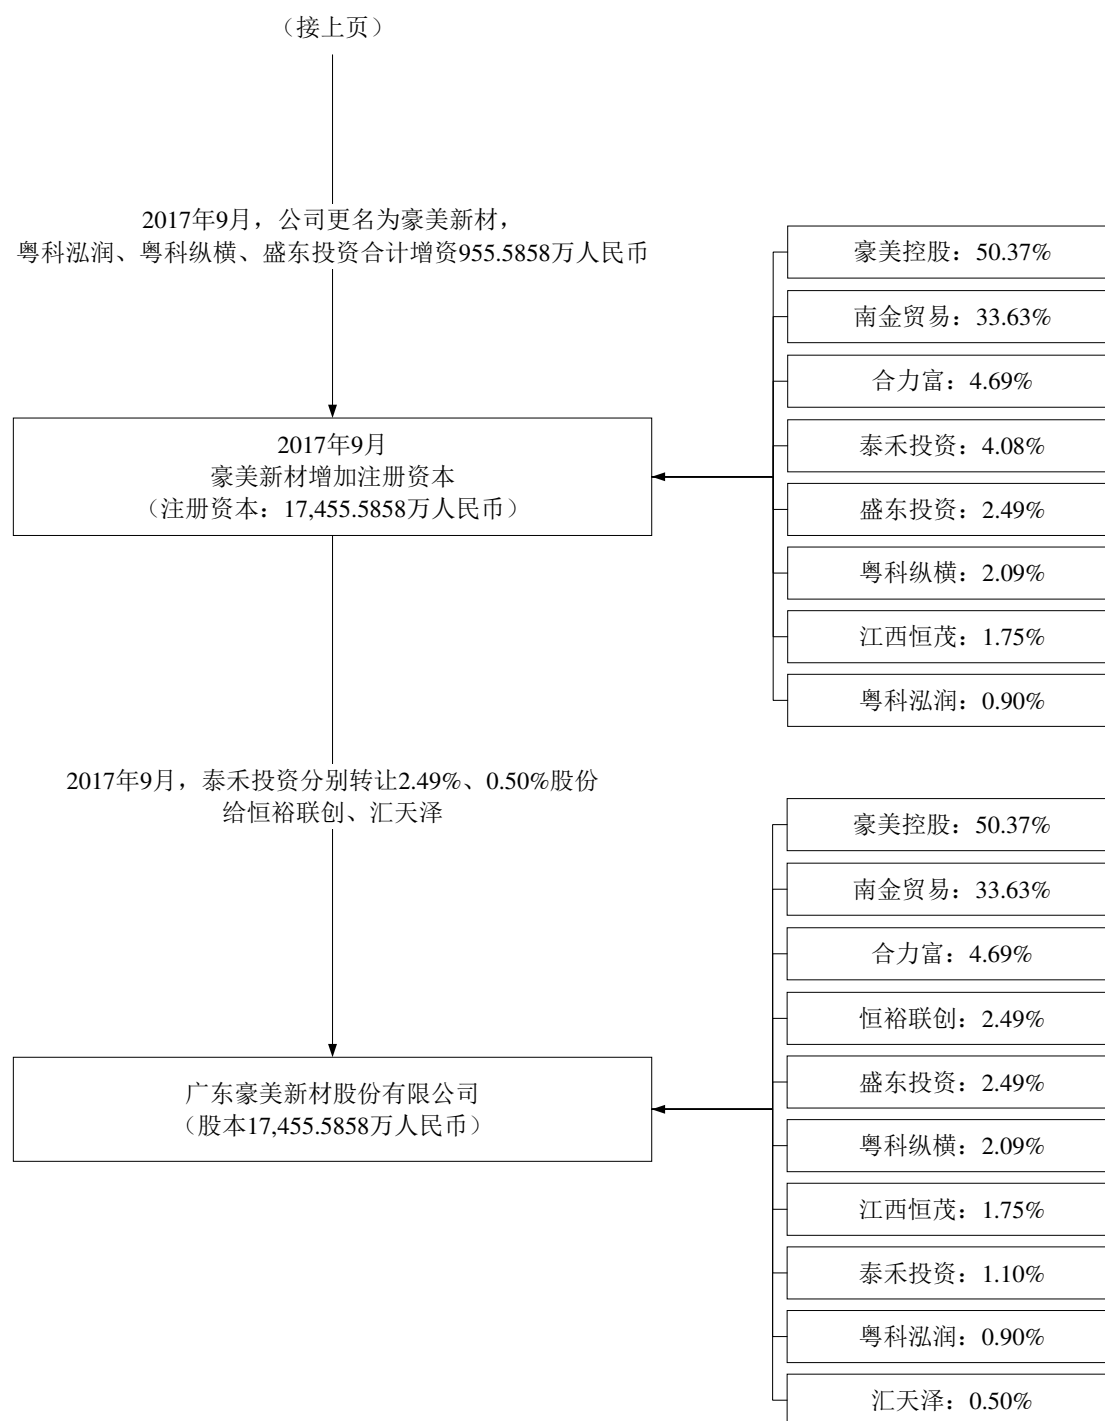 （接上页）
2017年9月，公司更名为豪美新材，
粤科泓润、粤科纵横、盛东投资合计增资955.5858万人民币
豪美控股：50.37%
南金贸易：33.63%
合力富：4.69%
泰禾投资：4.08%
盛东投资：2.49%
粤科纵横：2.09%
江西恒茂：1.75%
粤科泓润：0.90%
2017年9月
豪美新材增加注册资本
（注册资本：17,455.5858万人民币）
2017年9月，泰禾投资分别转让2.49%、0.50%股份
给恒裕联创、汇天泽
豪美控股：50.37%
南金贸易：33.63%
合力富：4.69%
恒裕联创：2.49%
盛东投资：2.49%
粤科纵横：2.09%
江西恒茂：1.75%
泰禾投资：1.10%
粤科泓润：0.90%
汇天泽：0.50%
广东豪美新材股份有限公司
（股本17,455.5858万人民币）